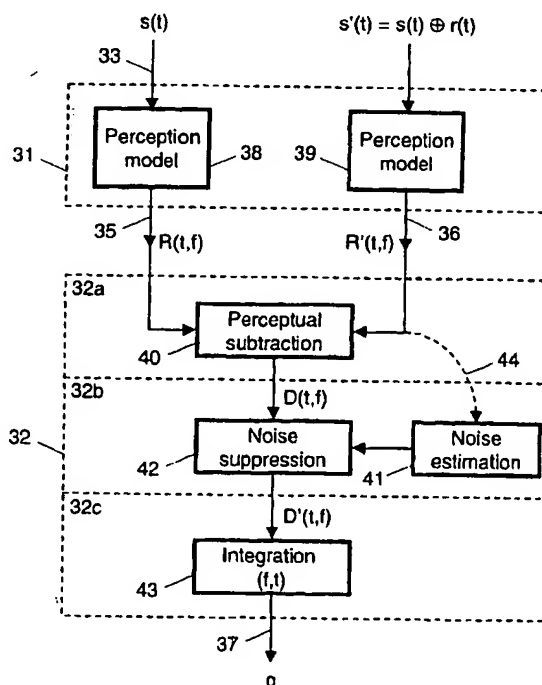 s(t)
s'(t) = s(t) ⊕ r(t)
33
Perception
model
Perception
model
31
38
39
35
36
R(t,f)
R'(t,f)
32a
Perceptual
subtraction
40
44
32b
D(t,f)
32
Noise
suppression
Noise
estimation
42
41
32c
D'(t,f)
Integration
(f,t)
43
37
q